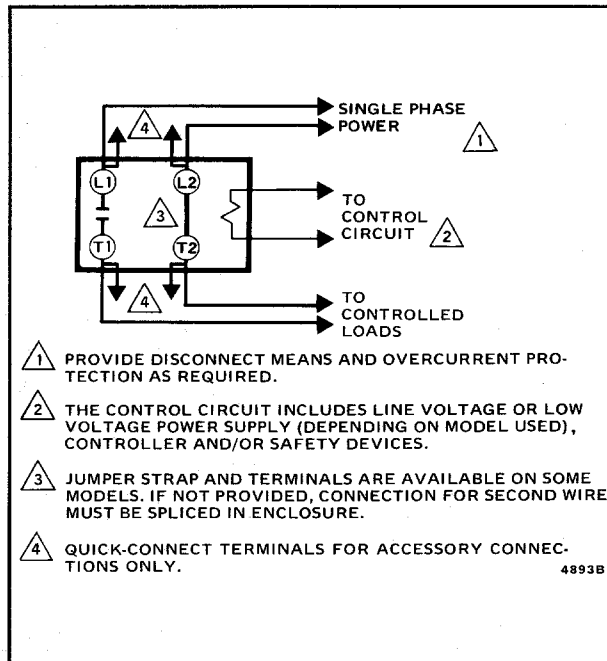 4
SINGLE PHASE
POWER
1
L1
L2
3
TO
CONTROL
CIRCUIT
2
T1
T2
4
TO
CONTROLLED
LOADS
1 PROVIDE DISCONNECT MEANS AND OVERCURRENT PRO-
TECTION AS REQUIRED.
2 THE CONTROL CIRCUIT INCLUDES LINE VOLTAGE OR LOW
VOLTAGE POWER SUPPLY (DEPENDING ON MODEL USED),
CONTROLLER AND/OR SAFETY DEVICES.
3 JUMPER STRAP AND TERMINALS ARE AVAILABLE ON SOME
MODELS. IF NOT PROVIDED, CONNECTION FOR SECOND WIRE
MUST BE SPLICED IN ENCLOSURE.
4 QUICK-CONNECT TERMINALS FOR ACCESSORY CONNEC-
TIONS ONLY.
4893B